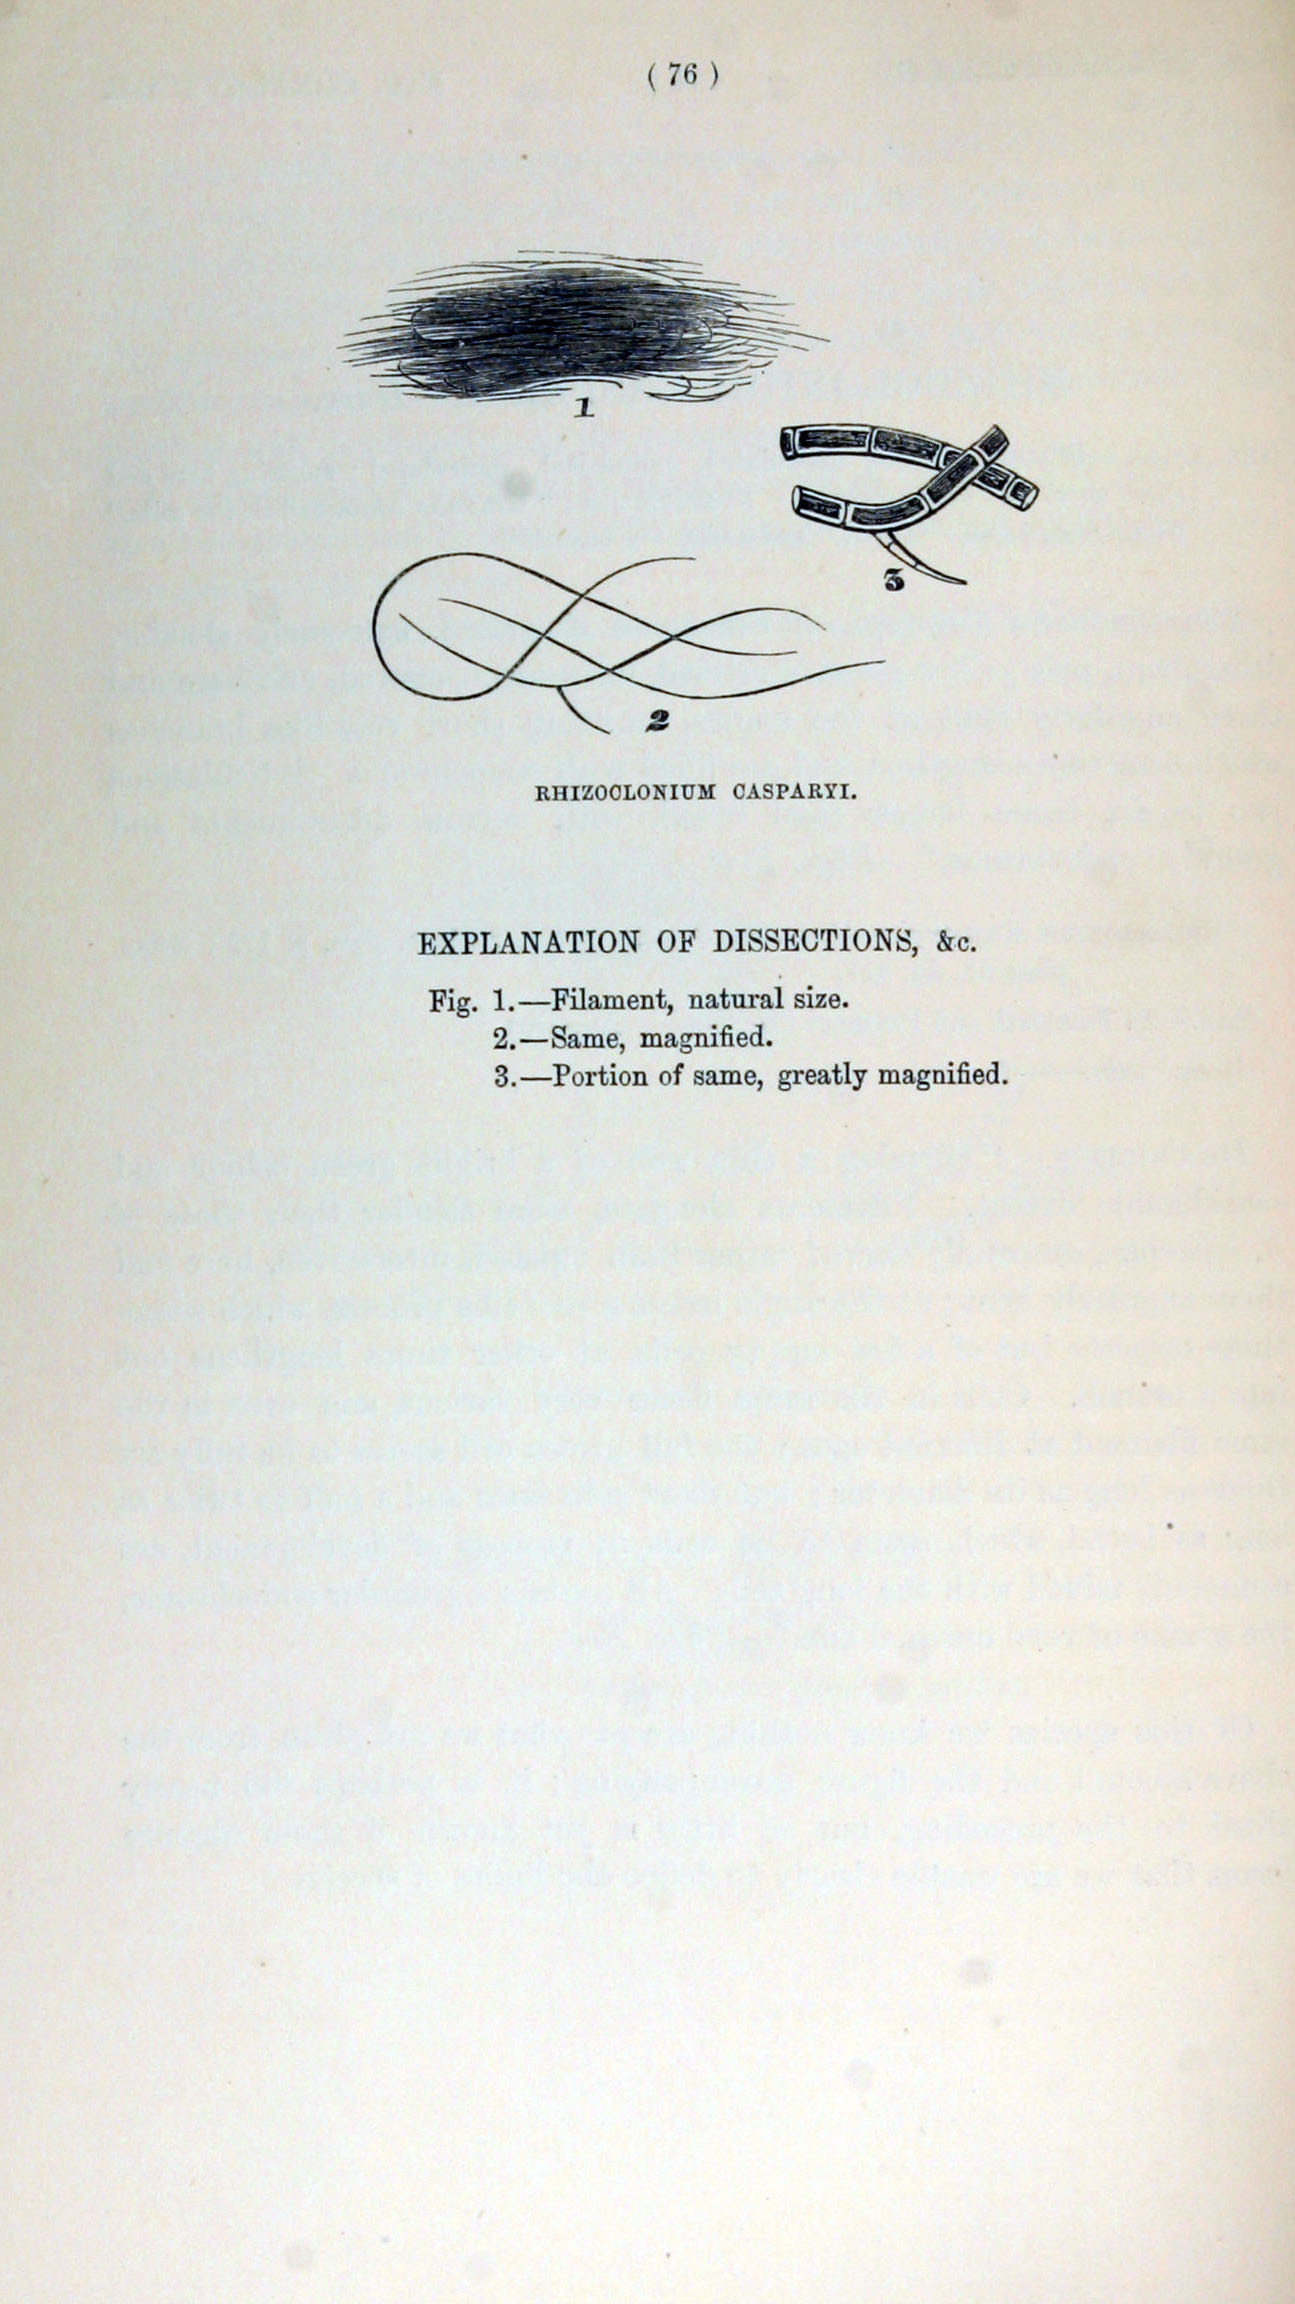 ( 76 )
1
3
2
RHIZOCLONIUM CASPARYI.
EXPLANATION OF DISSECTIONS, &c.
Fig. 1.—Filament, natural size.
2.—Same, magnified.
3.—Portion of same, greatly magnified.